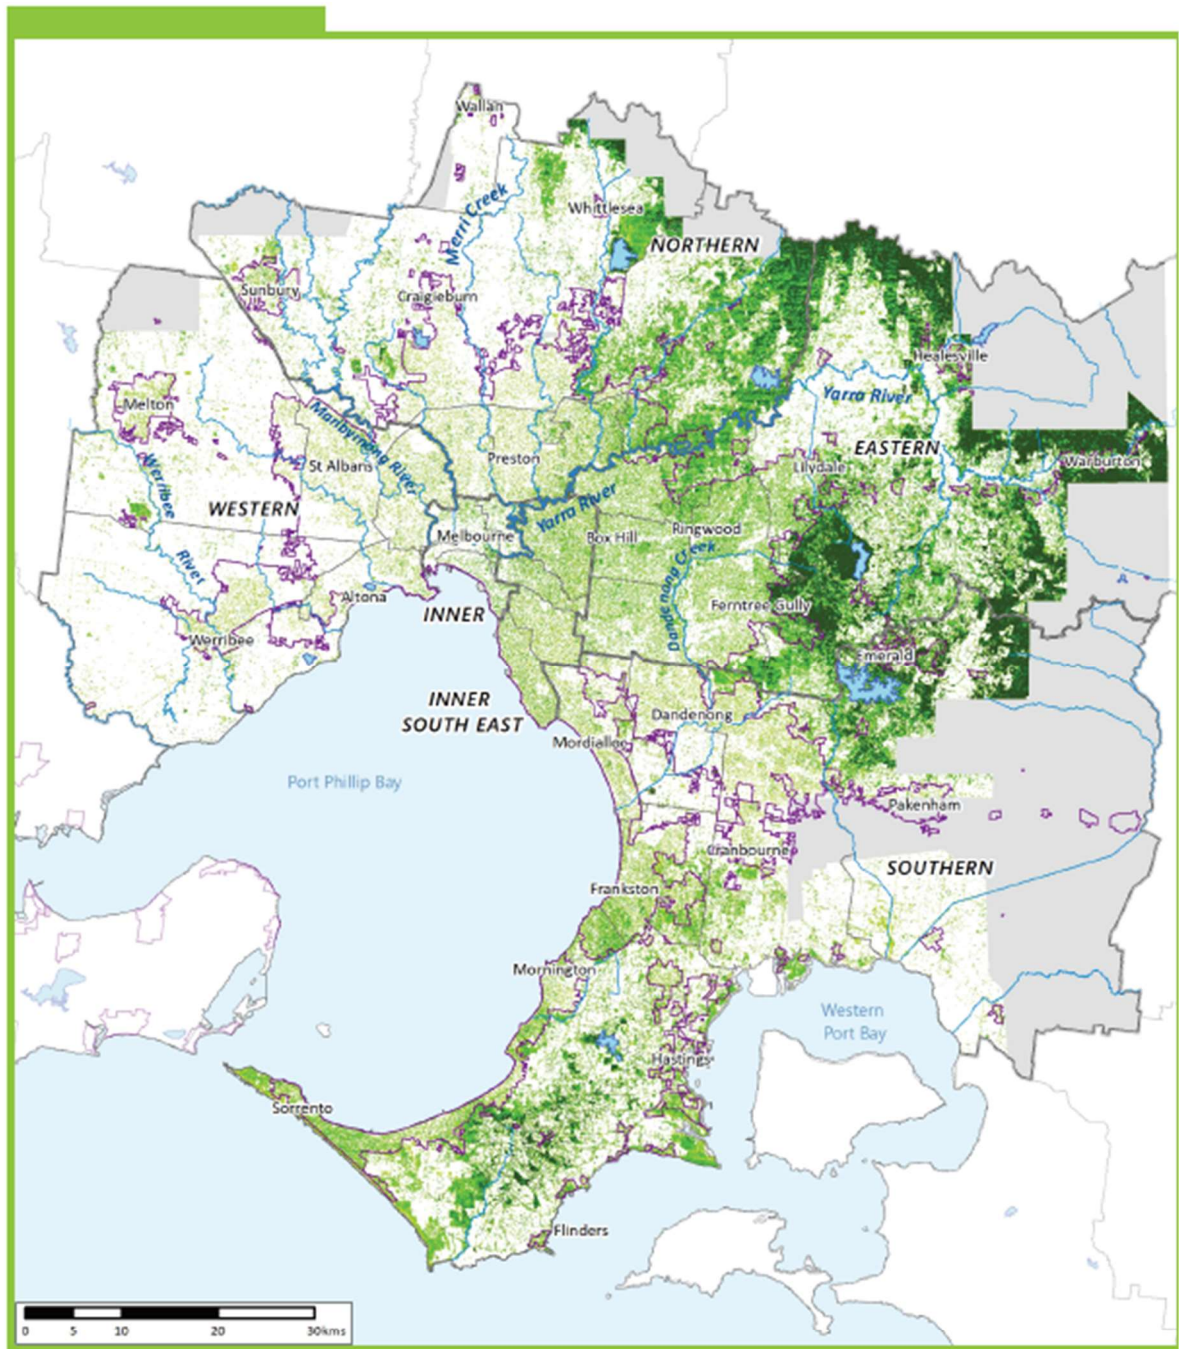 Wallan
Merri Creek
Whittlesea
NORTHERN
Sunbury
Craigieburn
Healesville
Yarra River
Melton
Maribyrnong River
EASTERN
St Albans
Preston
Lilydale
Warburton
Werribee
River
WESTERN
Yarra River
Melbourne
Box Hill
Ringwood
Dandenong Creek
Altona
INNER
Ferntree Gully
Werribee
Emerald
INNER
SOUTH EAST
Dandenong
Mordialloc
Port Phillip Bay
Pakenham
Cranbourne
SOUTHERN
Frankston
Mornington
Western
Port Bay
Hastings
Sorrento
Flinders
0 5 10 20 30kms